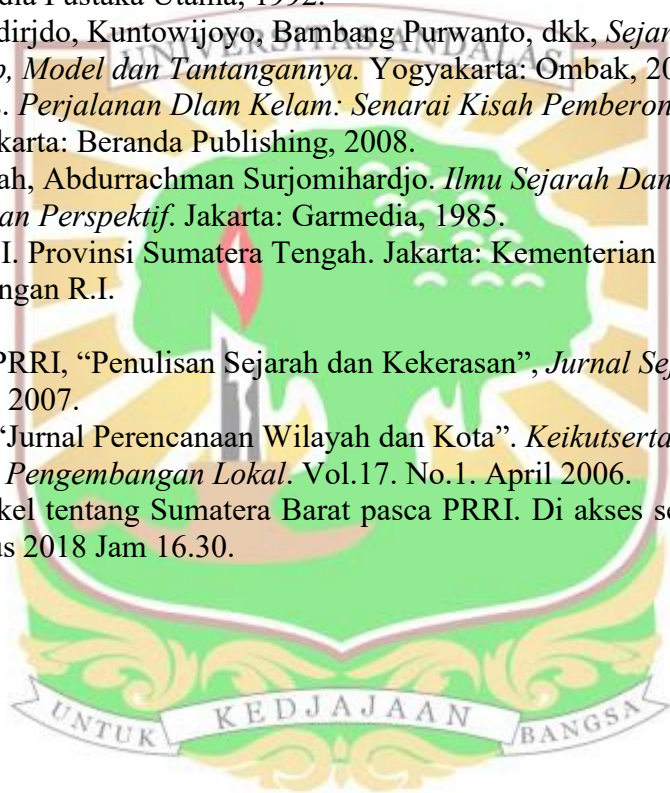 dia Pustaka Utama, 1992.
dirjdo, Kuntowijoyo, Bambang Purwanto, dkk, Sejar
p, Model dan Tantangannya. Yogyakarta: Ombak, 20
. Perjalanan Dlam Kelam: Senarai Kisah Pemberon
karta: Beranda Publishing, 2008.
ah, Abdurrachman Surjomihardjo. Ilmu Sejarah Dan
an Perspektif. Jakarta: Garmedia, 1985.
I. Provinsi Sumatera Tengah. Jakarta: Kementerian
ngan R.I.
PRRI, “Penulisan Sejarah dan Kekerasan”, Jurnal Sej
2007.
“Jurnal Perencanaan Wilayah dan Kota”. Keikutserta
Pengembangan Lokal. Vol.17. No.1. April 2006.
kel tentang Sumatera Barat pasca PRRI. Di akses se
us 2018 Jam 16.30.
UNIVERSITAS ANDALAS
UNTUK KEDJAJAAN BANGSA